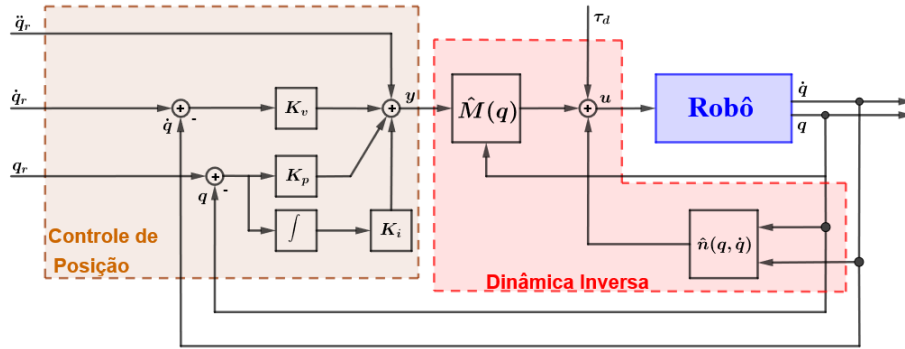 q̈_r
τ_d
q̇_r
q̇
-
K_v
y
M̂(q)
u
Robô
q̇
q
q_r
q
-
K_p
∫
K_i
n̂(q, q̇)
Controle de
Posição
Dinâmica Inversa